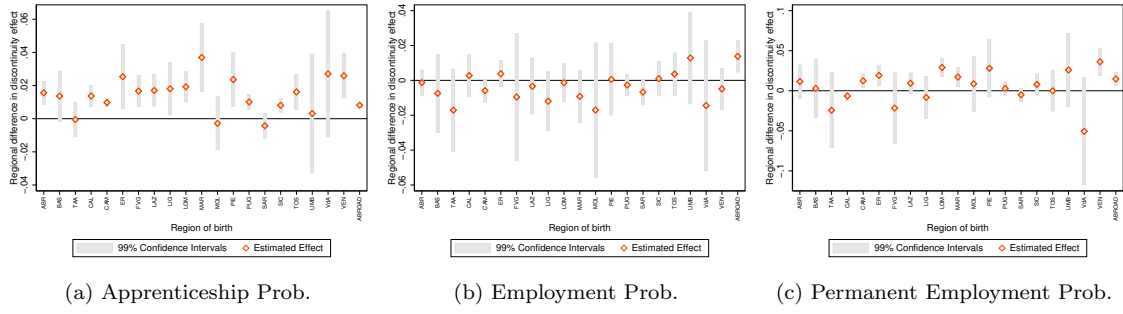 Regional difference in discontinuity effect
.06
.04
.02
0
-.02
-.04
ABR BAS TAA CAL CAM ER FVG LAZ LIG LOM MAR MOL PIE PUG SAR SIC TOS UMB VdA VEN ABROAD
Region of birth
99% Confidence Intervals Estimated Effect
(a) Apprenticeship Prob.
Regional difference in discontinuity effect
.04
.02
0
-.02
-.04
-.06
ABR BAS TAA CAL CAM ER FVG LAZ LIG LOM MAR MOL PIE PUG SAR SIC TOS UMB VdA VEN ABROAD
Region of birth
99% Confidence Intervals Estimated Effect
(b) Employment Prob.
Regional difference in discontinuity effect
.1
.05
0
-.05
-.1
ABR BAS TAA CAL CAM ER FVG LAZ LIG LOM MAR MOL PIE PUG SAR SIC TOS UMB VdA VEN ABROAD
Region of birth
99% Confidence Intervals Estimated Effect
(c) Permanent Employment Prob.